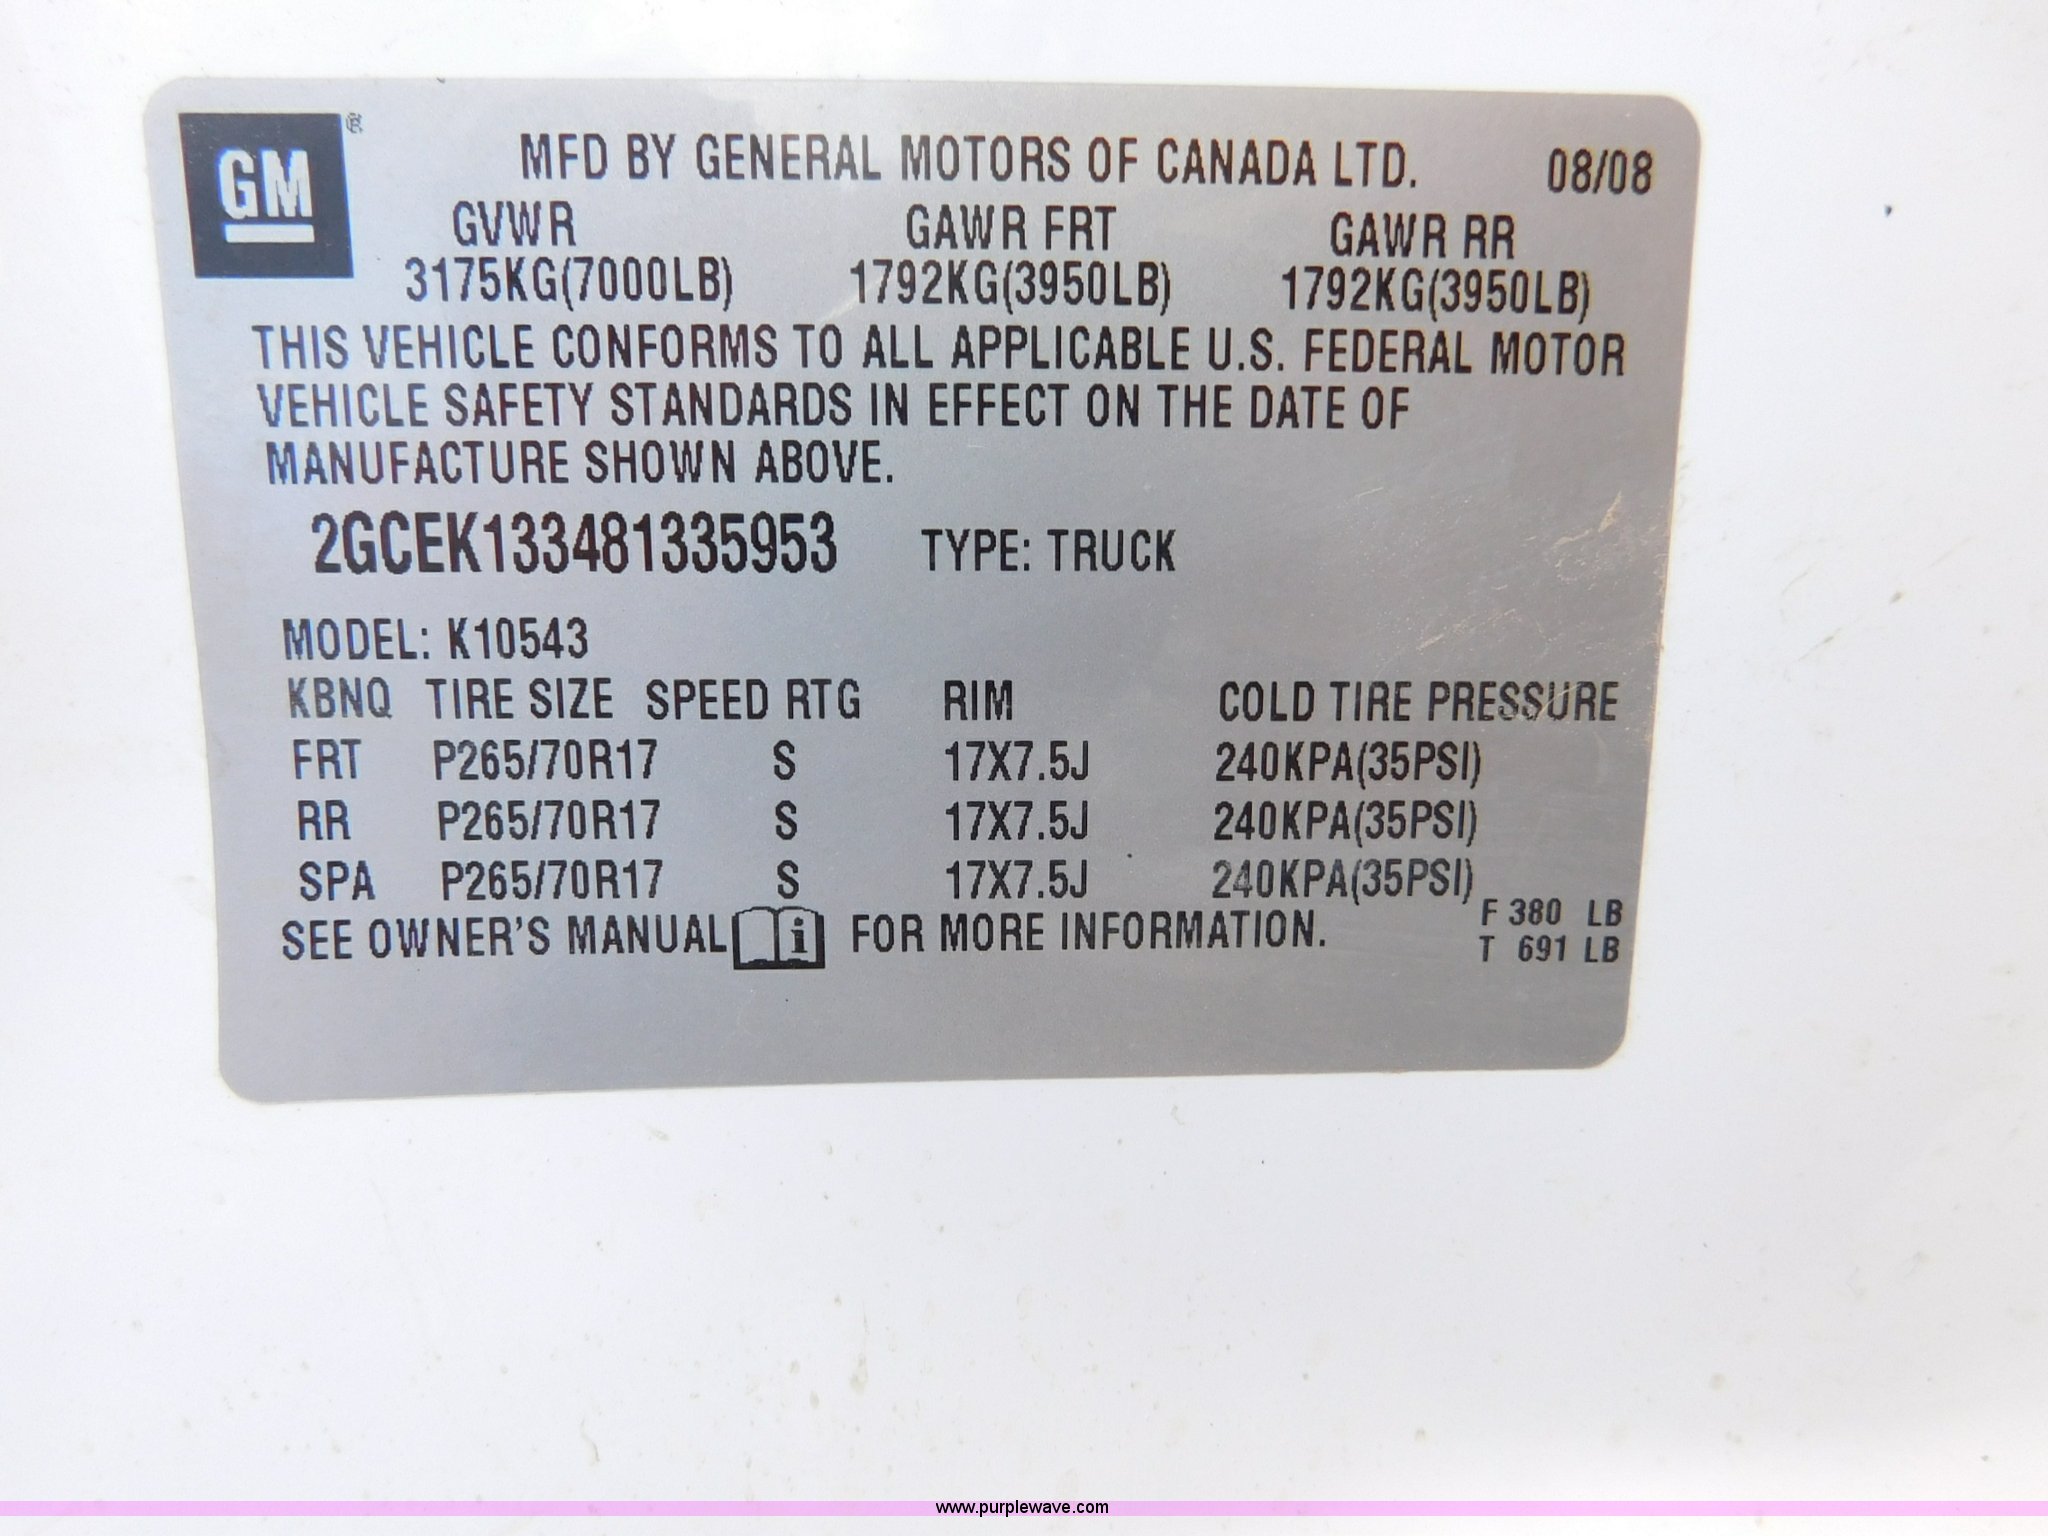 GM
MFD BY GENERAL MOTORS OF CANADA LTD. 08/08
GVWR GAWR FRT GAWR RR
3175KG(7000LB) 1792KG(3950LB) 1792KG(3950LB)
THIS VEHICLE CONFORMS TO ALL APPLICABLE U.S. FEDERAL MOTOR
VEHICLE SAFETY STANDARDS IN EFFECT ON THE DATE OF
MANUFACTURE SHOWN ABOVE.
2GCEK133481335953 TYPE: TRUCK
MODEL: K10543
KBNQ TIRE SIZE SPEED RTG RIM COLD TIRE PRESSURE
FRT P265/70R17 S 17X7.5J 240KPA(35PSI)
RR P265/70R17 S 17X7.5J 240KPA(35PSI)
SPA P265/70R17 S 17X7.5J 240KPA(35PSI)
SEE OWNER'S MANUAL i FOR MORE INFORMATION.
F 380 LB
T 691 LB
www.purplewave.com